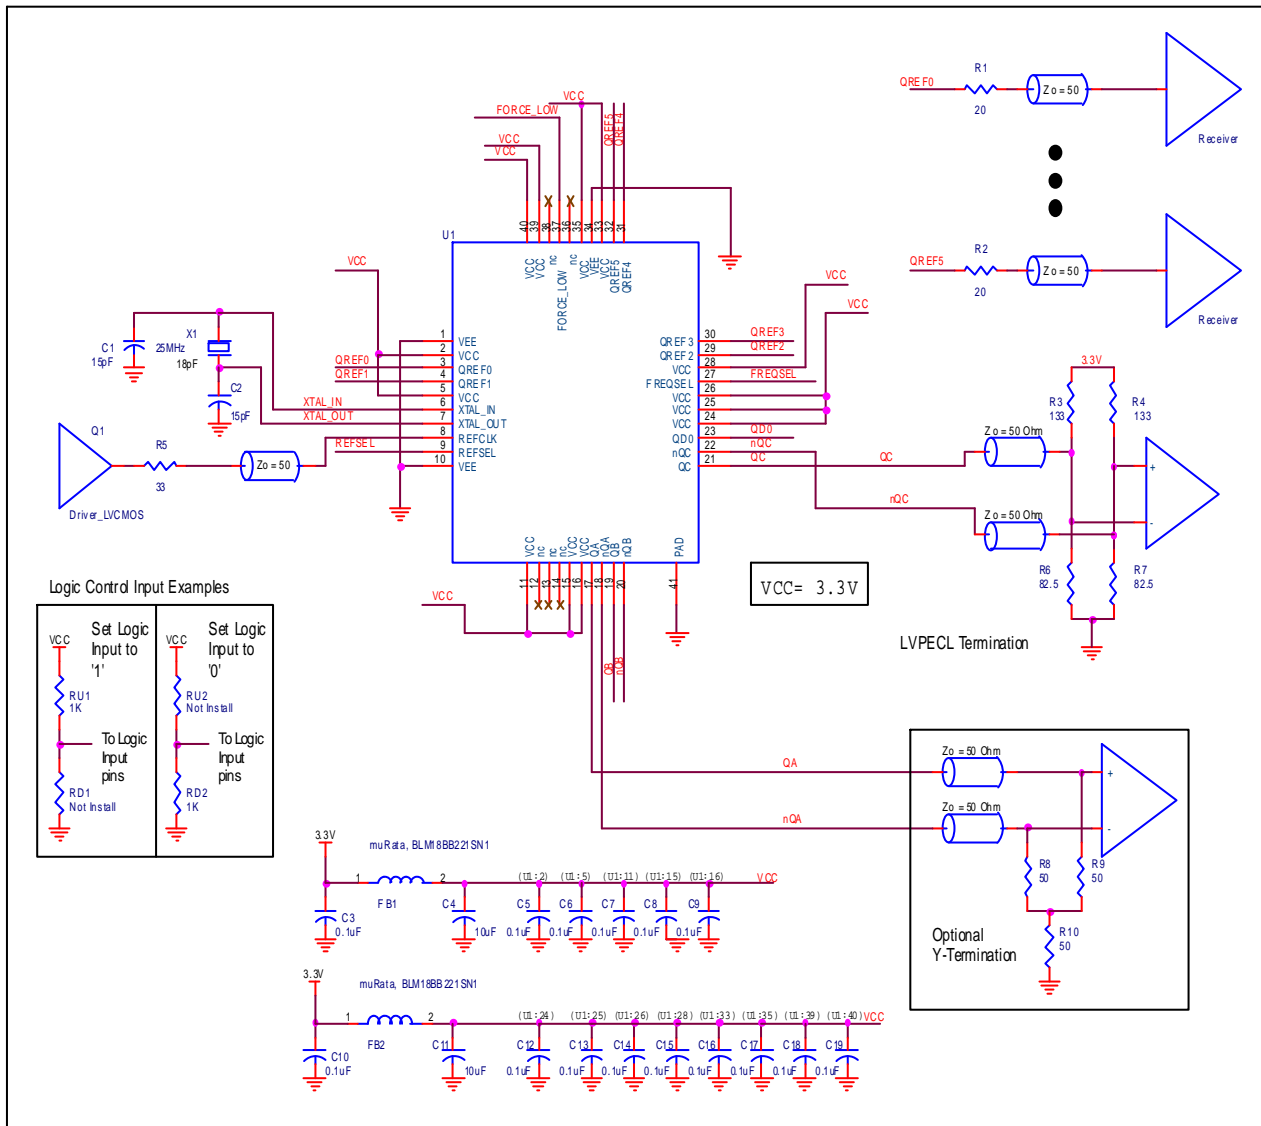 R1
QREF0
Zo = 50
20
Receiver
VCC
FORCE_LOW
VCC
VCC
QREF5
QREF4
40
39
38
37
36
35
34
33
32
31
U1
VCC
VCC
nc
FORCE_LOW
nc
VCC
VEE
VCC
QREF5
QREF4
R2
QREF5
Zo = 50
20
Receiver
VCC
VCC
VCC
C1
15pF
X1
25MHz
18pF
C2
15pF
QREF0
QREF1
XTAL_IN
XTAL_OUT
REFSEL
1 VEE
2 VCC
3 QREF0
4 QREF1
5 VCC
6 XTAL_IN
7 XTAL_OUT
8 REFCLK
9 REFSEL
10 VEE
QREF3 30 QREF3
QREF2 29 QREF2
VCC 28
FREQSEL 27 FREQSEL
VCC 26
VCC 25
VCC 24
QD0 23 QD0
nQC 22 nQC
QC 21 QC
Q1
R5
33
Zo = 50
Driver_LVCMOS
3.3V
R3
133
R4
133
Zo = 50 Ohm
QC
+
nQC
Zo = 50 Ohm
-
R6
82.5
R7
82.5
LVPECL Termination
VCC
nc
nc
nc
VCC
VCC
QA
nQA
QB
nQB
PAD
11
12
13
14
15
16
17
18
19
20
41
VCC
QB
nQB
VCC= 3.3V
Logic Control Input Examples
VCC
Set Logic
Input to
'1'
RU1
1K
To Logic
Input
pins
RD1
Not Install
VCC
Set Logic
Input to
'0'
RU2
Not Install
To Logic
Input
pins
RD2
1K
QA
Zo = 50 Ohm
+
nQA
Zo = 50 Ohm
-
R8
50
R9
50
R10
50
Optional
Y-Termination
3.3V
muRata, BLM18BB221SN1
1
2
FB1
(U1:2) (U1:5) (U1:11) (U1:15) (U1:16)
VCC
C3
0.1uF
C4
10uF
C5
0.1uF
C6
0.1uF
C7
0.1uF
C8
0.1uF
C9
0.1uF
3.3V
muRata, BLM18BB221SN1
1
2
FB2
(U1:24) (U1:25) (U1:26) (U1:28) (U1:33) (U1:35) (U1:39) (U1:40)
VCC
C10
0.1uF
C11
10uF
C12
0.1uF
C13
0.1uF
C14
0.1uF
C15
0.1uF
C16
0.1uF
C17
0.1uF
C18
0.1uF
C19
0.1uF